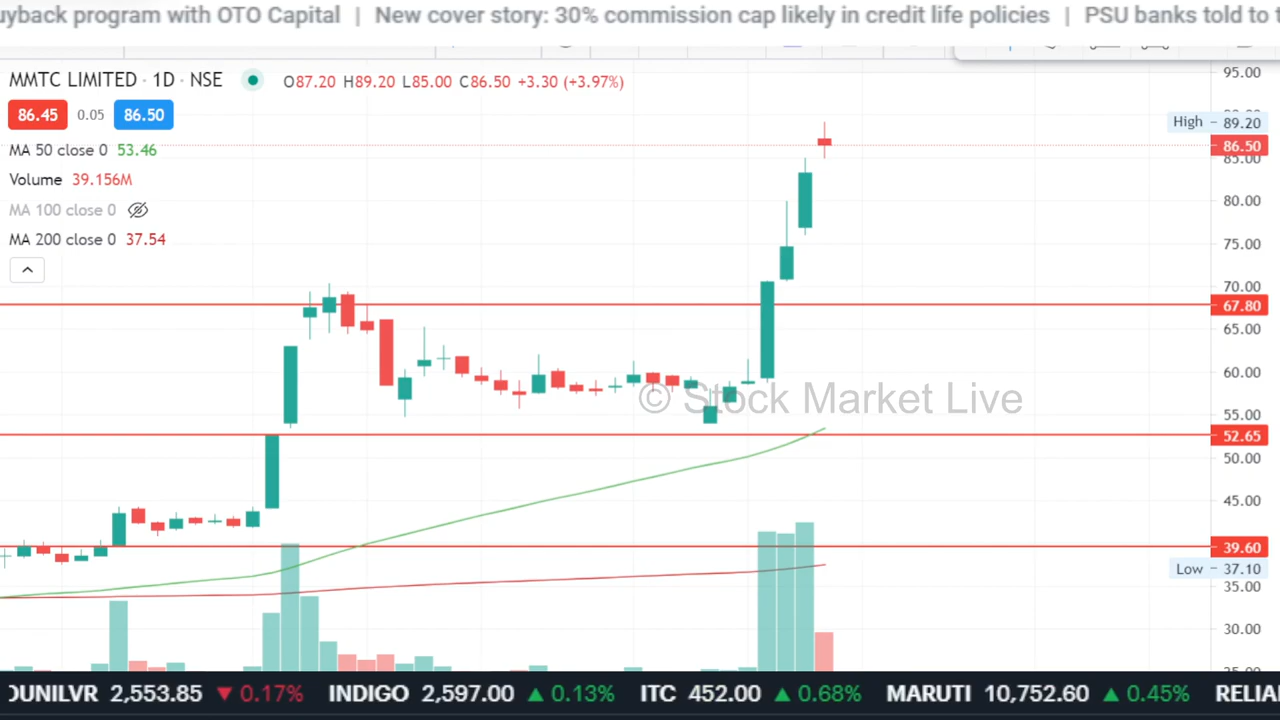 uyback program with OTO Capital | New cover story: 30% commission cap likely in credit life policies | PSU banks told to
MMTC LIMITED · 1D · NSE O87.20 H89.20 L85.00 C86.50 +3.30 (+3.97%)
86.45 0.05 86.50
MA 50 close 0 53.46
Volume 39.156M
MA 100 close 0
MA 200 close 0 37.54
95.00
High 89.20
86.50
85.00
80.00
75.00
70.00
67.80
65.00
60.00
© Stock Market Live
55.00
52.65
50.00
45.00
39.60
Low 37.10
35.00
30.00
25.00
OUNILVR 2,553.85 ▼ 0.17% INDIGO 2,597.00 ▲ 0.13% ITC 452.00 ▲ 0.68% MARUTI 10,752.60 ▲ 0.45% RELIA